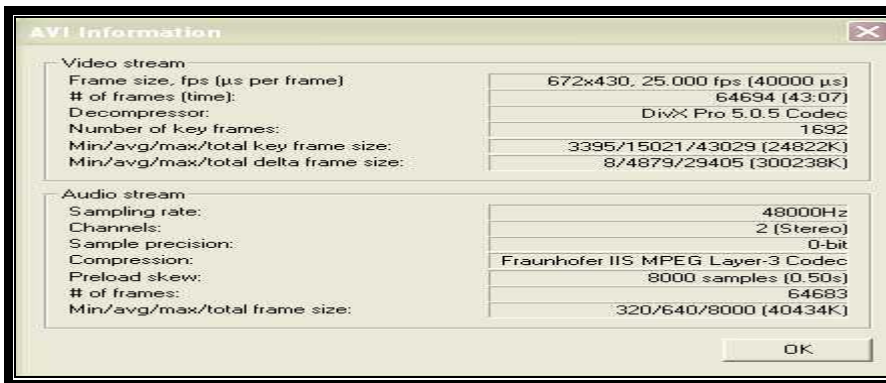 AVI Information
Video stream
Frame size, fps (µs per frame) 672x430, 25.000 fps (40000 µs)
# of frames (time): 64694 (43:07)
Decompressor: DivX Pro 5.0.5 Codec
Number of key frames: 1692
Min/avg/max/total key frame size: 3395/15021/43029 (24822K)
Min/avg/max/total delta frame size: 8/4879/29405 (300238K)
Audio stream
Sampling rate: 48000Hz
Channels: 2 (Stereo)
Sample precision: 0-bit
Compression: Fraunhofer IIS MPEG Layer-3 Codec
Preload skew: 8000 samples (0.50s)
# of frames: 64683
Min/avg/max/total frame size: 320/640/8000 (40434K)
OK